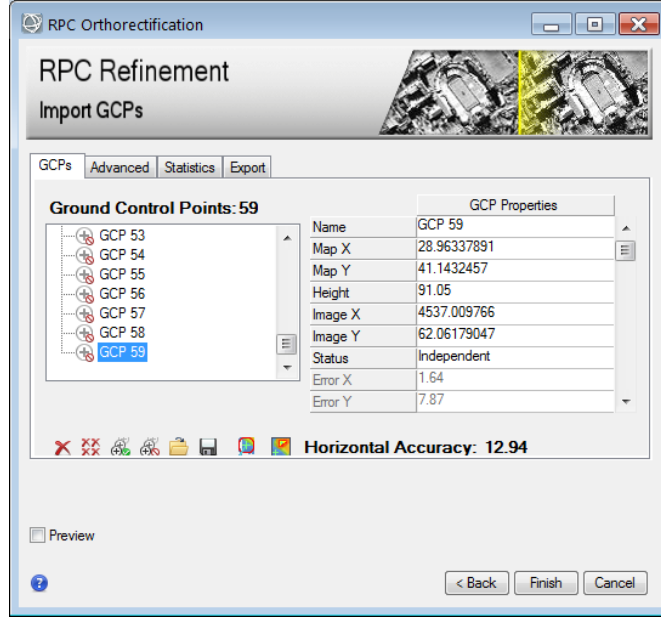 RPC Orthorectification
RPC Refinement
Import GCPs
GCPs Advanced Statistics Export
Ground Control Points: 59
GCP 53
GCP 54
GCP 55
GCP 56
GCP 57
GCP 58
GCP 59
GCP Properties
Name GCP 59
Map X 28.96337891
Map Y 41.1432457
Height 91.05
Image X 4537.009766
Image Y 62.06179047
Status Independent
Error X 1.64
Error Y 7.87
Horizontal Accuracy: 12.94
Preview
< Back Finish Cancel